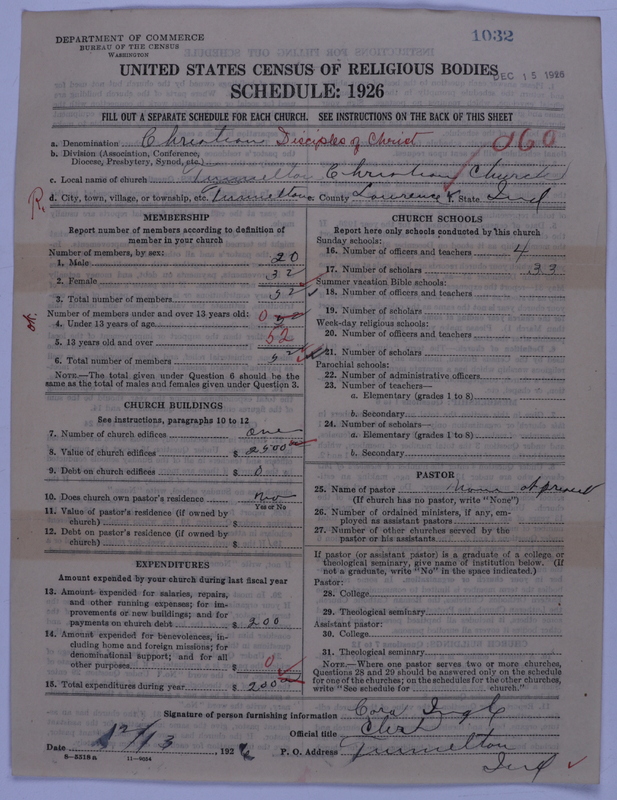 DEPARTMENT OF COMMERCE
BUREAU OF THE CENSUS
WASHINGTON
1032
UNITED STATES CENSUS OF RELIGIOUS BODIES
DEC 15 1926
SCHEDULE: 1926
FILL OUT A SEPARATE SCHEDULE FOR EACH CHURCH. SEE INSTRUCTIONS ON THE BACK OF THIS SHEET
a. Denomination Christian Disciples of Christ 060
b. Division (Association, Conference,
Diocese, Presbytery, Synod, etc.)
c. Local name of church Tunnelton Christian Church
R. d. City, town, village, or township, etc. Tunnelton e. County Lawrence f. State Ind
MEMBERSHIP
Report number of members according to definition of
member in your church
Number of members, by sex:
1. Male 20
2. Female 32
3. Total number of members 52
Number of members under and over 13 years old:
4. Under 13 years of age 0
5. 13 years old and over 52
6. Total number of members 52
ok
NOTE.—The total given under Question 6 should be the
same as the total of males and females given under Question 3.
CHURCH BUILDINGS
See instructions, paragraphs 10 to 12
7. Number of church edifices one
8. Value of church edifices $ 2500 00
9. Debt on church edifices $ 0
10. Does church own pastor's residence No
Yes or No
11. Value of pastor's residence (if owned by
church) $
12. Debt on pastor's residence (if owned by
church) $
EXPENDITURES
Amount expended by your church during last fiscal year
13. Amount expended for salaries, repairs,
and other running expenses; for im-
provements or new buildings; and for
payments on church debt $ 200
14. Amount expended for benevolences, in-
cluding home and foreign missions; for
denominational support; and for all
other purposes $ 0
15. Total expenditures during year $ 200 00
CHURCH SCHOOLS
Report here only schools conducted by this church
Sunday schools:
16. Number of officers and teachers 4
17. Number of scholars 33
Summer vacation Bible schools:
18. Number of officers and teachers
19. Number of scholars
Week-day religious schools:
20. Number of officers and teachers
21. Number of scholars
Parochial schools:
22. Number of administrative officers
23. Number of teachers—
a. Elementary (grades 1 to 8)
b. Secondary
24. Number of scholars—
a. Elementary (grades 1 to 8)
b. Secondary
PASTOR
25. Name of pastor None at present
(If church has no pastor, write "None")
26. Number of ordained ministers, if any, em-
ployed as assistant pastors
27. Number of other churches served by the
pastor or his assistants
If pastor (or assistant pastor) is a graduate of a college or
theological seminary, give name of institution below. (If
not a graduate, write "No" in the space indicated.)
Pastor:
28. College
29. Theological seminary
Assistant pastor:
30. College
31. Theological seminary
NOTE.—Where one pastor serves two or more churches,
Questions 28 and 29 should be answered only on the schedule
for one of the churches; on the schedules for the other churches,
write "See schedule for church."
Signature of person furnishing information Cora Ingle
Official title Clerk
Date 12/13 1926 P. O. Address Tunnelton
8—5318 a 11—9034 Ind